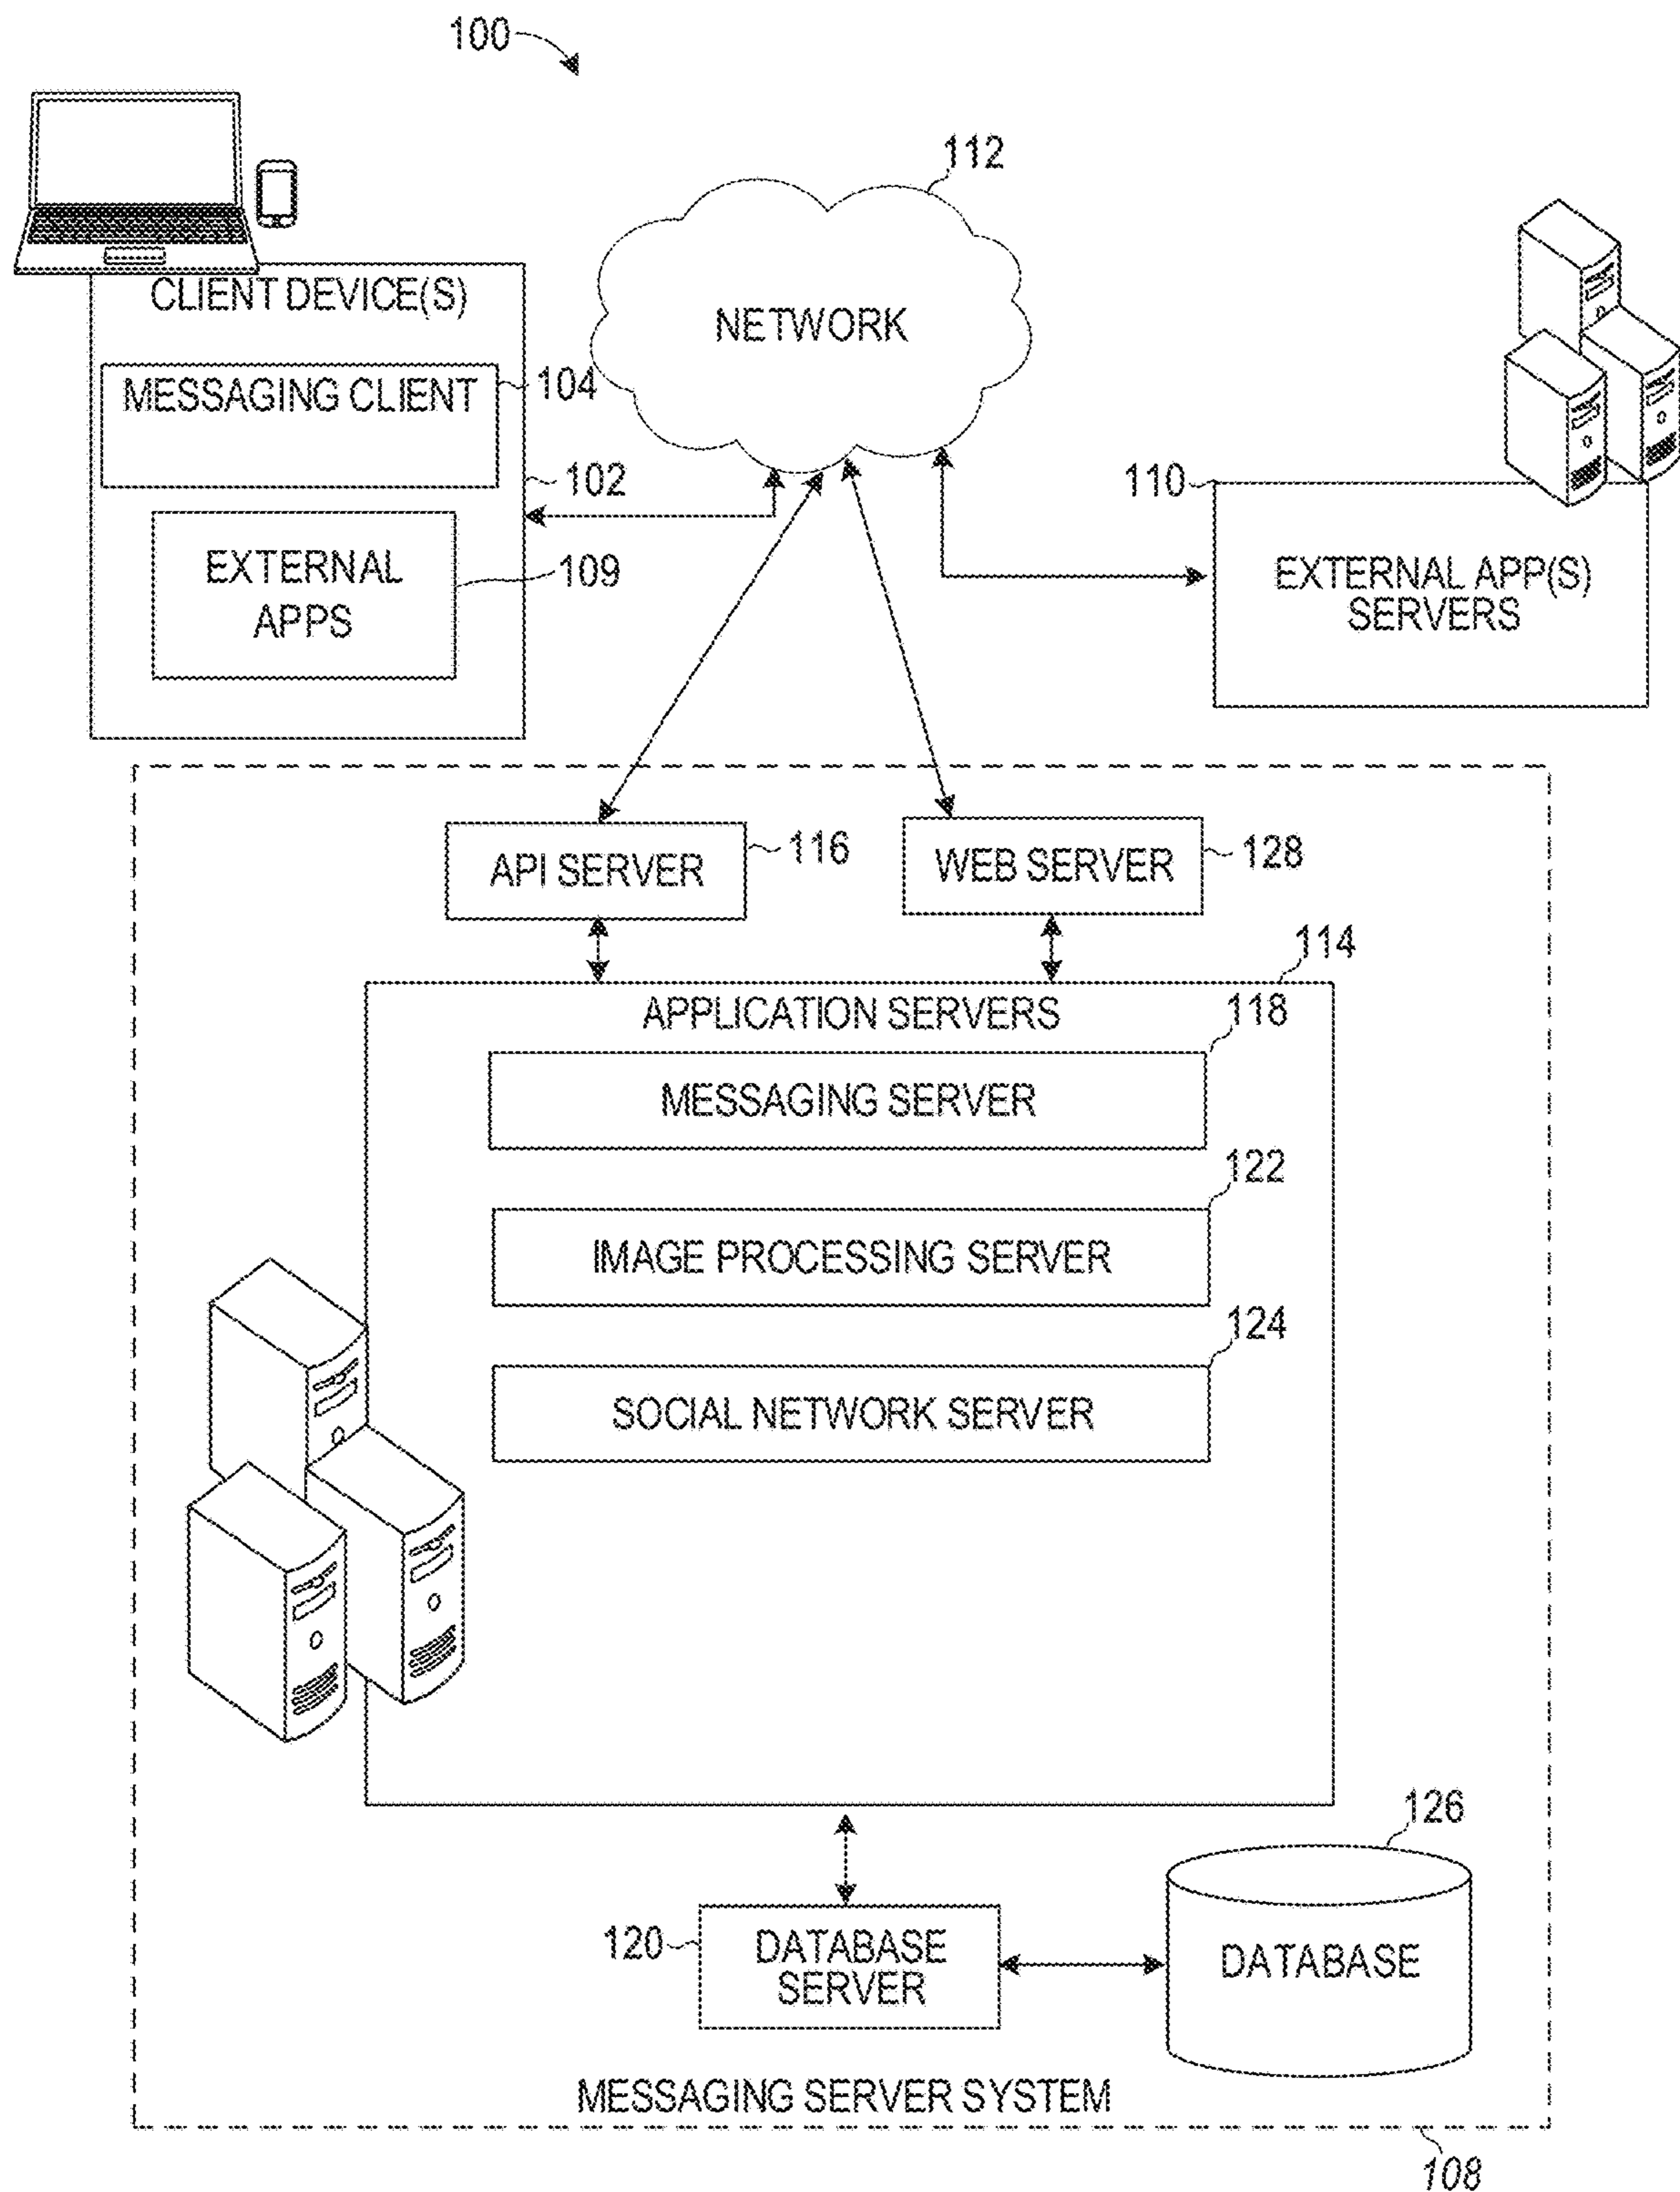 100
112
CLIENT DEVICE(S)
NETWORK
MESSAGING CLIENT
104
102
110
EXTERNAL
APPS
109
EXTERNAL APP(S)
SERVERS
API SERVER
116
WEB SERVER
128
114
APPLICATION SERVERS
118
MESSAGING SERVER
122
IMAGE PROCESSING SERVER
124
SOCIAL NETWORK SERVER
126
120
DATABASE
SERVER
DATABASE
MESSAGING SERVER SYSTEM
108